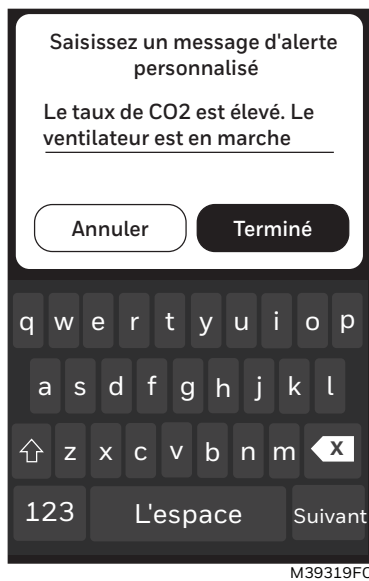 Saisissez un message d'alerte
personnalisé
Le taux de CO2 est élevé. Le
ventilateur est en marche
Annuler Terminé
q w e r t y u i o p
a s d f g h j k l
z x c v b n m X
123 L'espace Suivant
M39319FC